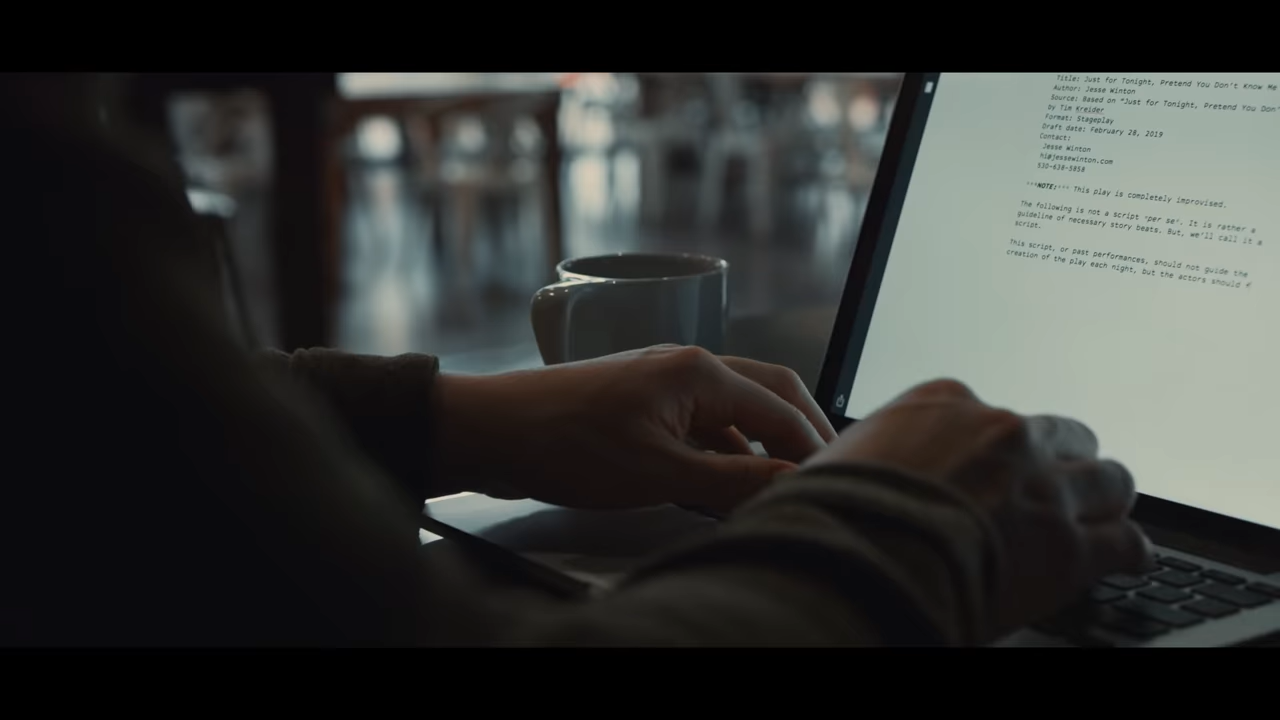 Title: Just for Tonight, Pretend You Don't Know Me
Author: Jesse Winton
Source: Based on "Just for Tonight, Pretend You Don'
by Tim Kreider
Format: Stageplay
Draft date: February 28, 2019
Contact:
Jesse Winton
hi@jessewinton.com
530-638-5858
***NOTE:*** This play is completely improvised.
The following is not a script *per se*. It is rather a
guideline of necessary story beats. But, we'll call it a
script.
This script, or past performances, should not guide the
creation of the play each night, but the actors should